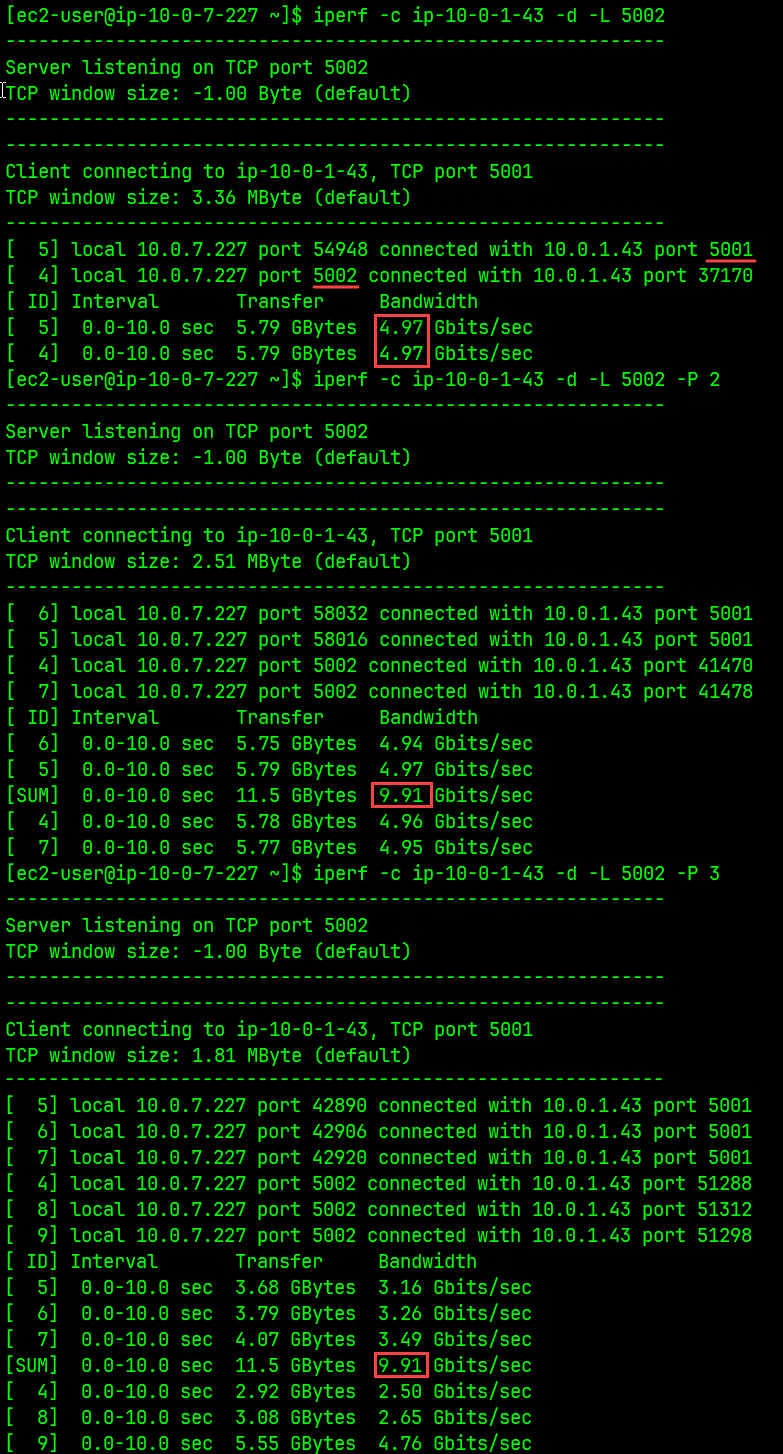 [ec2-user@ip-10-0-7-227 ~]$ iperf -c ip-10-0-1-43 -d -L 5002
------------------------------------------------------------
Server listening on TCP port 5002
TCP window size: -1.00 Byte (default)
------------------------------------------------------------
------------------------------------------------------------
Client connecting to ip-10-0-1-43, TCP port 5001
TCP window size: 3.36 MByte (default)
------------------------------------------------------------
[  5] local 10.0.7.227 port 54948 connected with 10.0.1.43 port 5001
[  4] local 10.0.7.227 port 5002 connected with 10.0.1.43 port 37170
[ ID] Interval       Transfer     Bandwidth
[  5]  0.0-10.0 sec  5.79 GBytes  4.97 Gbits/sec
[  4]  0.0-10.0 sec  5.79 GBytes  4.97 Gbits/sec
[ec2-user@ip-10-0-7-227 ~]$ iperf -c ip-10-0-1-43 -d -L 5002 -P 2
------------------------------------------------------------
Server listening on TCP port 5002
TCP window size: -1.00 Byte (default)
------------------------------------------------------------
------------------------------------------------------------
Client connecting to ip-10-0-1-43, TCP port 5001
TCP window size: 2.51 MByte (default)
------------------------------------------------------------
[  6] local 10.0.7.227 port 58032 connected with 10.0.1.43 port 5001
[  5] local 10.0.7.227 port 58016 connected with 10.0.1.43 port 5001
[  4] local 10.0.7.227 port 5002 connected with 10.0.1.43 port 41470
[  7] local 10.0.7.227 port 5002 connected with 10.0.1.43 port 41478
[ ID] Interval       Transfer     Bandwidth
[  6]  0.0-10.0 sec  5.75 GBytes  4.94 Gbits/sec
[  5]  0.0-10.0 sec  5.79 GBytes  4.97 Gbits/sec
[SUM]  0.0-10.0 sec  11.5 GBytes  9.91 Gbits/sec
[  4]  0.0-10.0 sec  5.78 GBytes  4.96 Gbits/sec
[  7]  0.0-10.0 sec  5.77 GBytes  4.95 Gbits/sec
[ec2-user@ip-10-0-7-227 ~]$ iperf -c ip-10-0-1-43 -d -L 5002 -P 3
------------------------------------------------------------
Server listening on TCP port 5002
TCP window size: -1.00 Byte (default)
------------------------------------------------------------
------------------------------------------------------------
Client connecting to ip-10-0-1-43, TCP port 5001
TCP window size: 1.81 MByte (default)
------------------------------------------------------------
[  5] local 10.0.7.227 port 42890 connected with 10.0.1.43 port 5001
[  6] local 10.0.7.227 port 42906 connected with 10.0.1.43 port 5001
[  7] local 10.0.7.227 port 42920 connected with 10.0.1.43 port 5001
[  4] local 10.0.7.227 port 5002 connected with 10.0.1.43 port 51288
[  8] local 10.0.7.227 port 5002 connected with 10.0.1.43 port 51312
[  9] local 10.0.7.227 port 5002 connected with 10.0.1.43 port 51298
[ ID] Interval       Transfer     Bandwidth
[  5]  0.0-10.0 sec  3.68 GBytes  3.16 Gbits/sec
[  6]  0.0-10.0 sec  3.79 GBytes  3.26 Gbits/sec
[  7]  0.0-10.0 sec  4.07 GBytes  3.49 Gbits/sec
[SUM]  0.0-10.0 sec  11.5 GBytes  9.91 Gbits/sec
[  4]  0.0-10.0 sec  2.92 GBytes  2.50 Gbits/sec
[  8]  0.0-10.0 sec  3.08 GBytes  2.65 Gbits/sec
[  9]  0.0-10.0 sec  5.55 GBytes  4.76 Gbits/sec